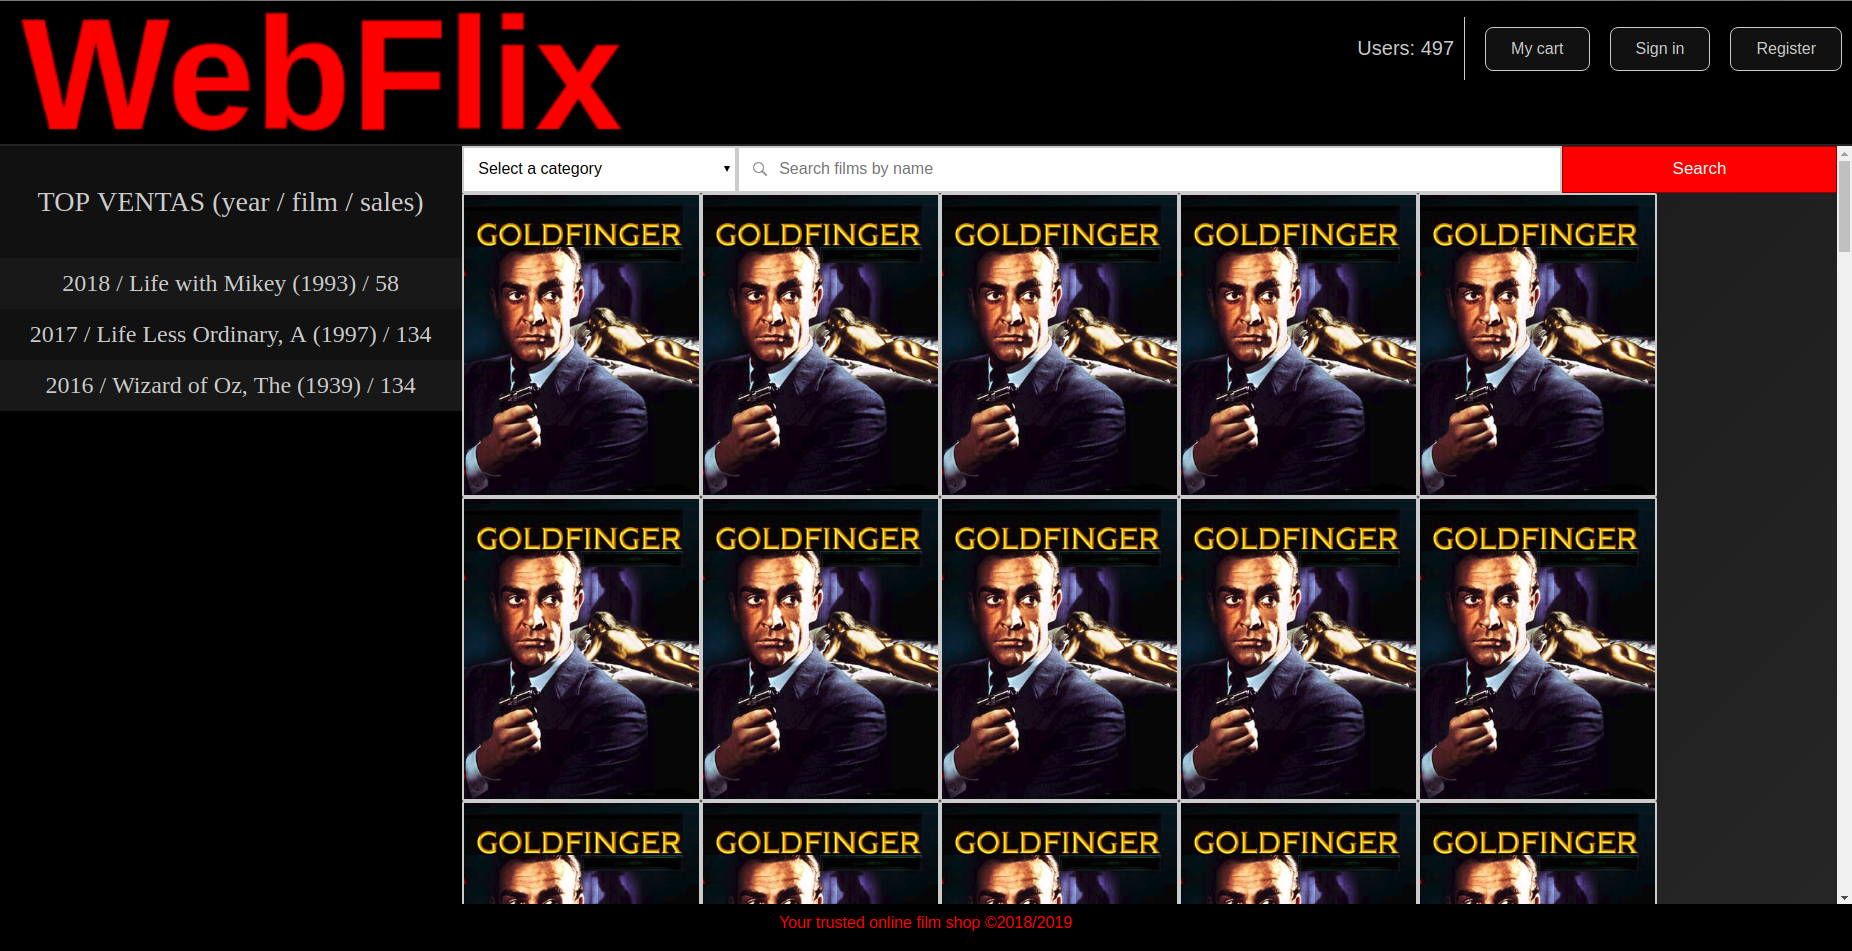 WebFlix
Users: 497
My cart
Sign in
Register
TOP VENTAS (year / film / sales)
2018 / Life with Mikey (1993) / 58
2017 / Life Less Ordinary, A (1997) / 134
2016 / Wizard of Oz, The (1939) / 134
Select a category
Search films by name
Search
GOLDFINGER GOLDFINGER GOLDFINGER GOLDFINGER GOLDFINGER
GOLDFINGER GOLDFINGER GOLDFINGER GOLDFINGER GOLDFINGER
GOLDFINGER GOLDFINGER GOLDFINGER GOLDFINGER GOLDFINGER
Your trusted online film shop ©2018/2019